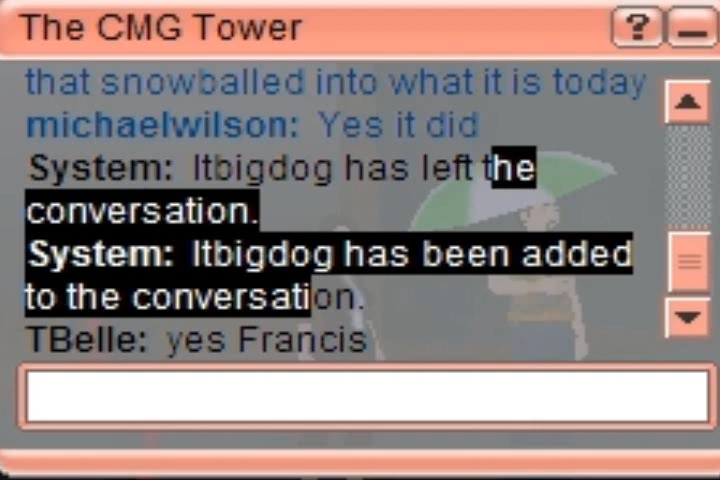 The CMG Tower
?
that snowballed into what it is today
michaelwilson: Yes it did
System: ltbigdog has left the
conversation.
System: ltbigdog has been added
to the conversation.
TBelle: yes Francis